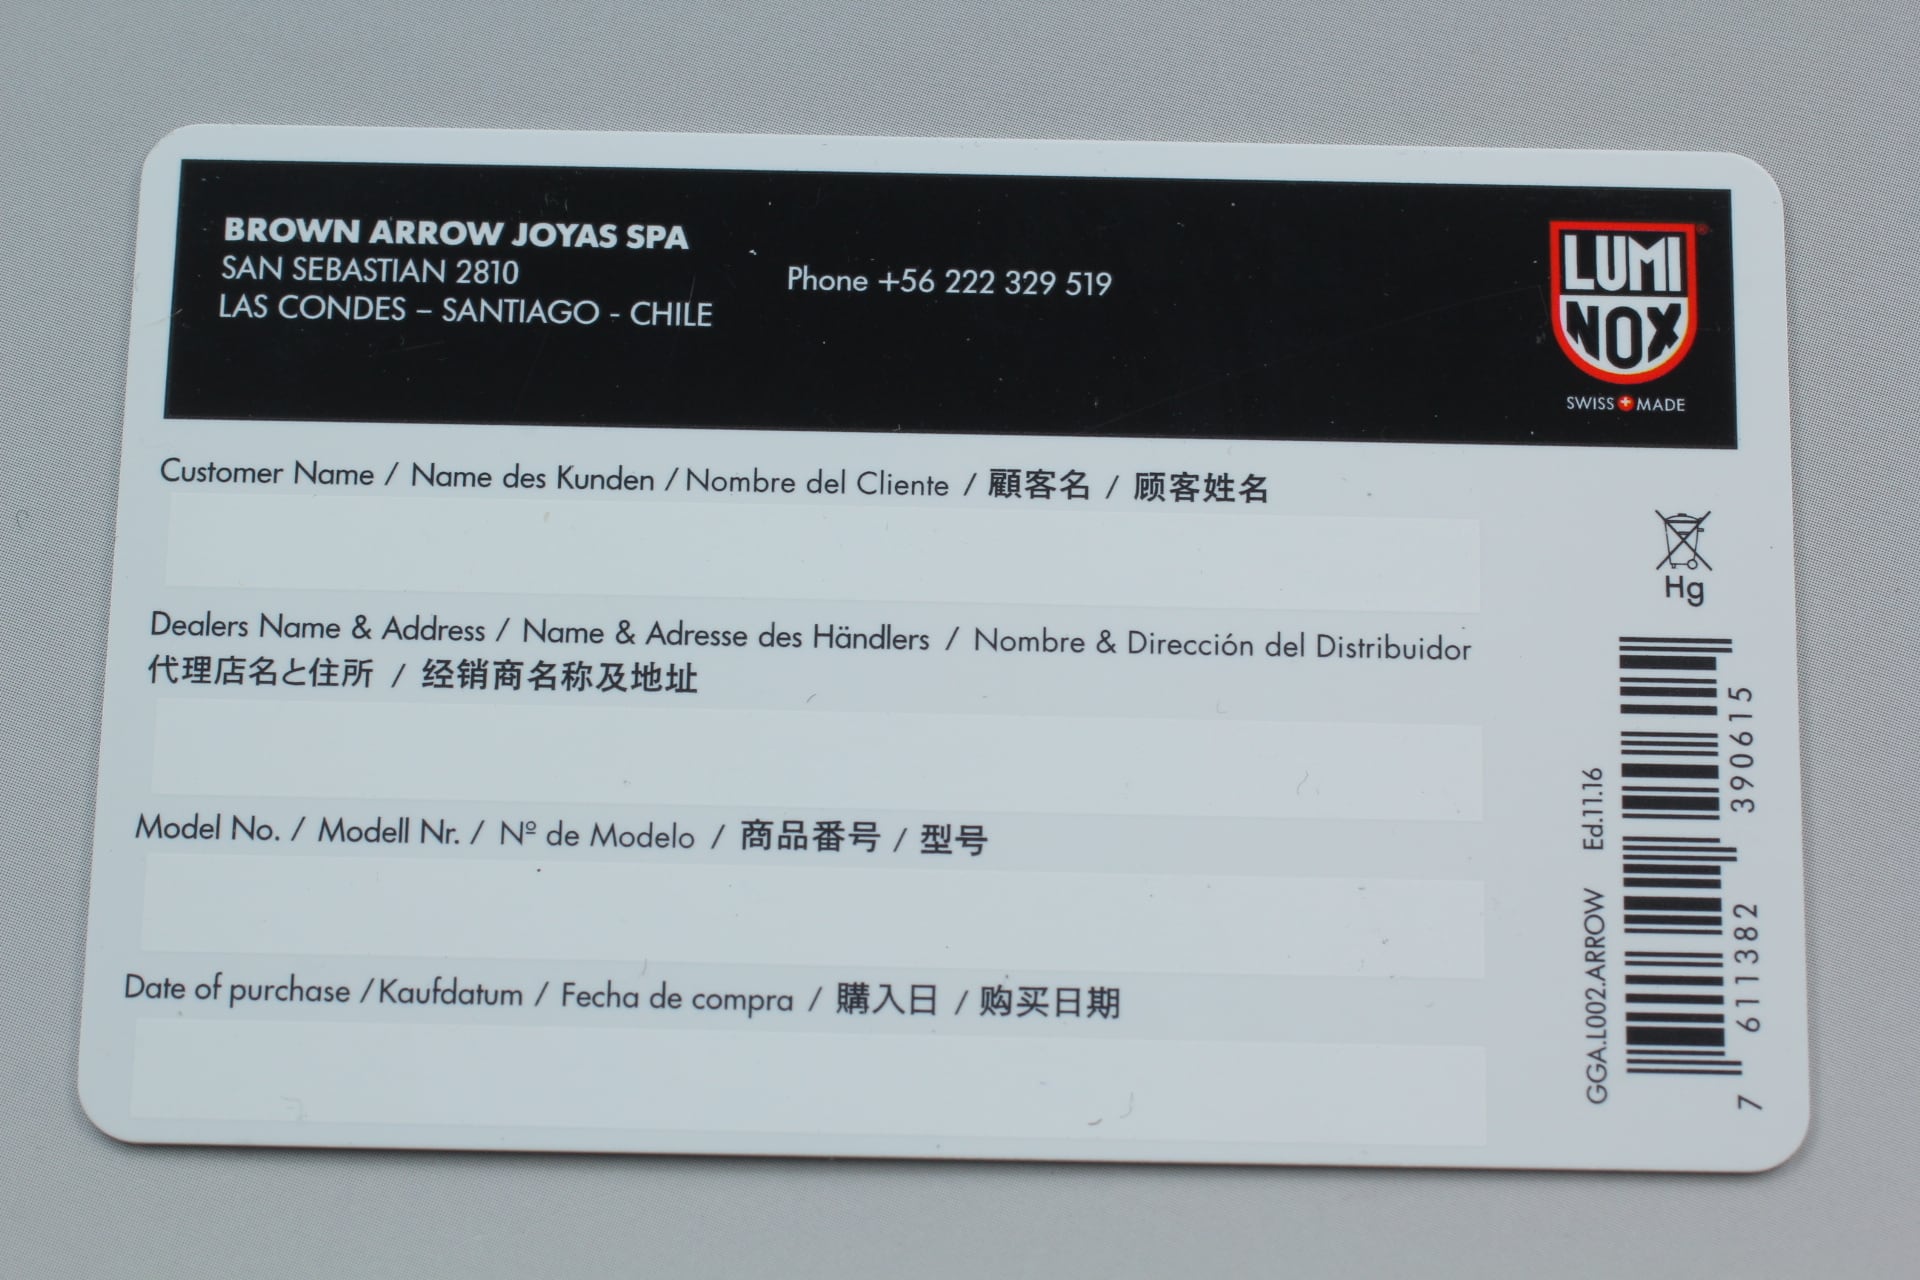 BROWN ARROW JOYAS SPA
SAN SEBASTIAN 2810
LAS CONDES – SANTIAGO - CHILE
Phone +56 222 329 519
LUMI
NOX
®
SWISS MADE
Customer Name / Name des Kunden / Nombre del Cliente / 顧客名 / 顾客姓名
Dealers Name & Address / Name & Adresse des Händlers / Nombre & Dirección del Distribuidor
代理店名と住所 / 经销商名称及地址
Model No. / Modell Nr. / Nº de Modelo / 商品番号 / 型号
Date of purchase / Kaufdatum / Fecha de compra / 購入日 / 购买日期
Hg
GGA.L002.ARROW Ed.11.16
7 611382 390615